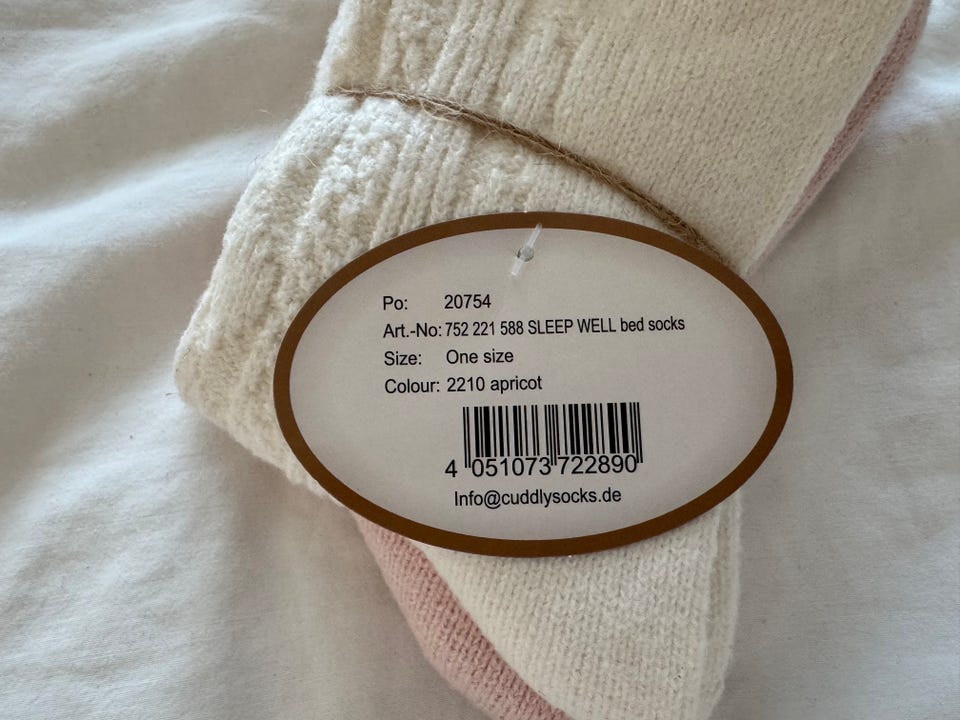 Po: 20754
Art.-No: 752 221 588 SLEEP WELL bed socks
Size: One size
Colour: 2210 apricot
4 051073 722890
Info@cuddlysocks.de